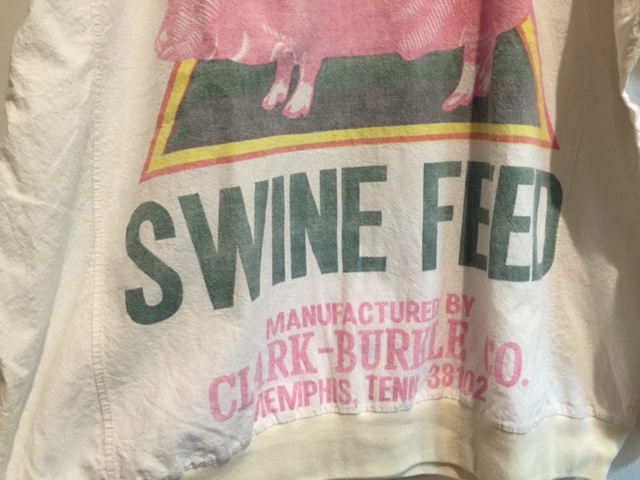 SWINE FEED
MANUFACTURED BY
CLARK-BURKLE CO.
MEMPHIS, TENN 38102